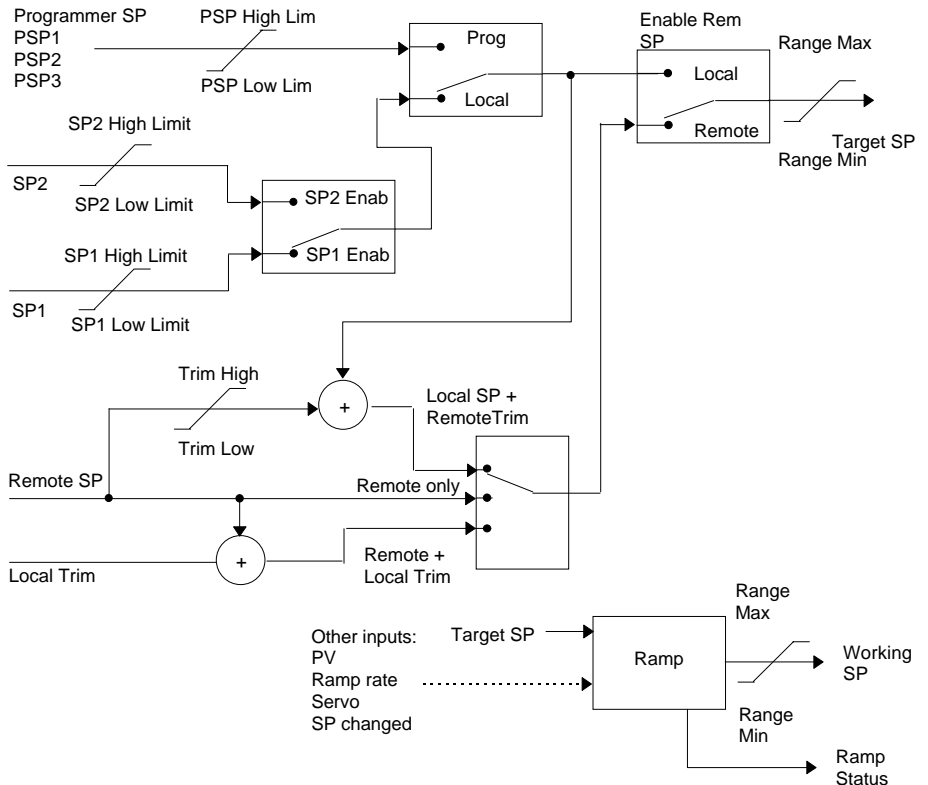 Programmer SP
PSP1
PSP2
PSP3
PSP High Lim
PSP Low Lim
Prog
Local
Enable Rem
SP
Local
Remote
Range Max
Range Min
Target SP
SP2 High Limit
SP2
SP2 Low Limit
SP2 Enab
SP1 Enab
SP1 High Limit
SP1
SP1 Low Limit
Trim High
Trim Low
+
Local SP +
RemoteTrim
Remote SP
Remote only
+
Local Trim
Remote +
Local Trim
Other inputs:
PV
Ramp rate
Servo
SP changed
Target SP
Ramp
Range
Max
Working
SP
Range
Min
Ramp
Status